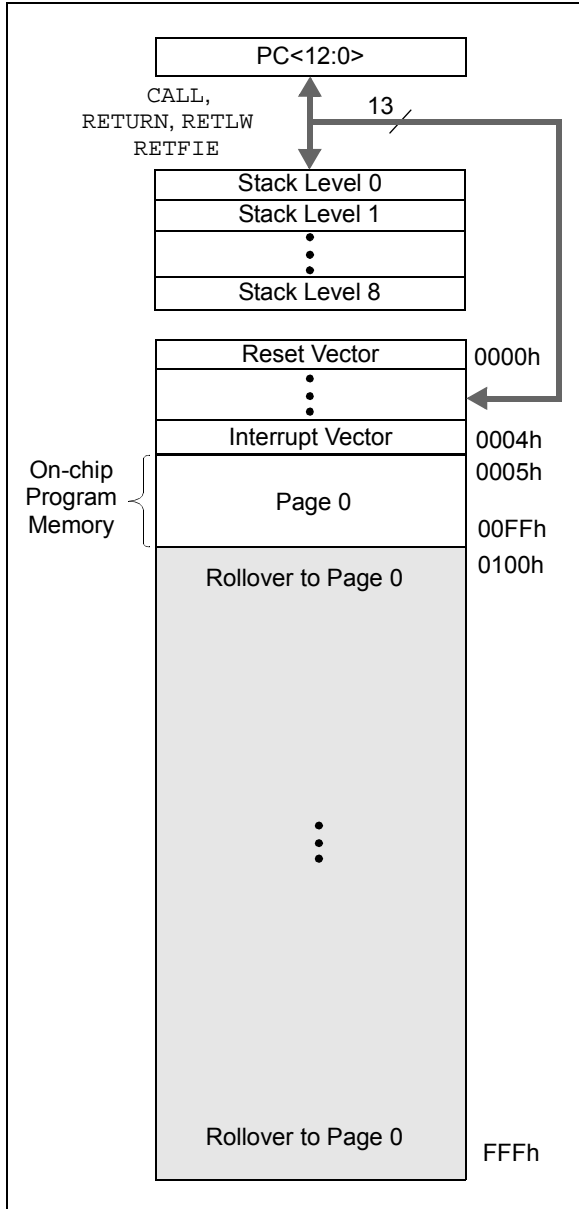 PC<12:0>
CALL,
RETURN, RETLW
RETFIE
13
Stack Level 0
Stack Level 1
Stack Level 8
Reset Vector
0000h
Interrupt Vector
0004h
On-chip
Program
Memory
Page 0
0005h
00FFh
Rollover to Page 0
0100h
Rollover to Page 0
FFFh